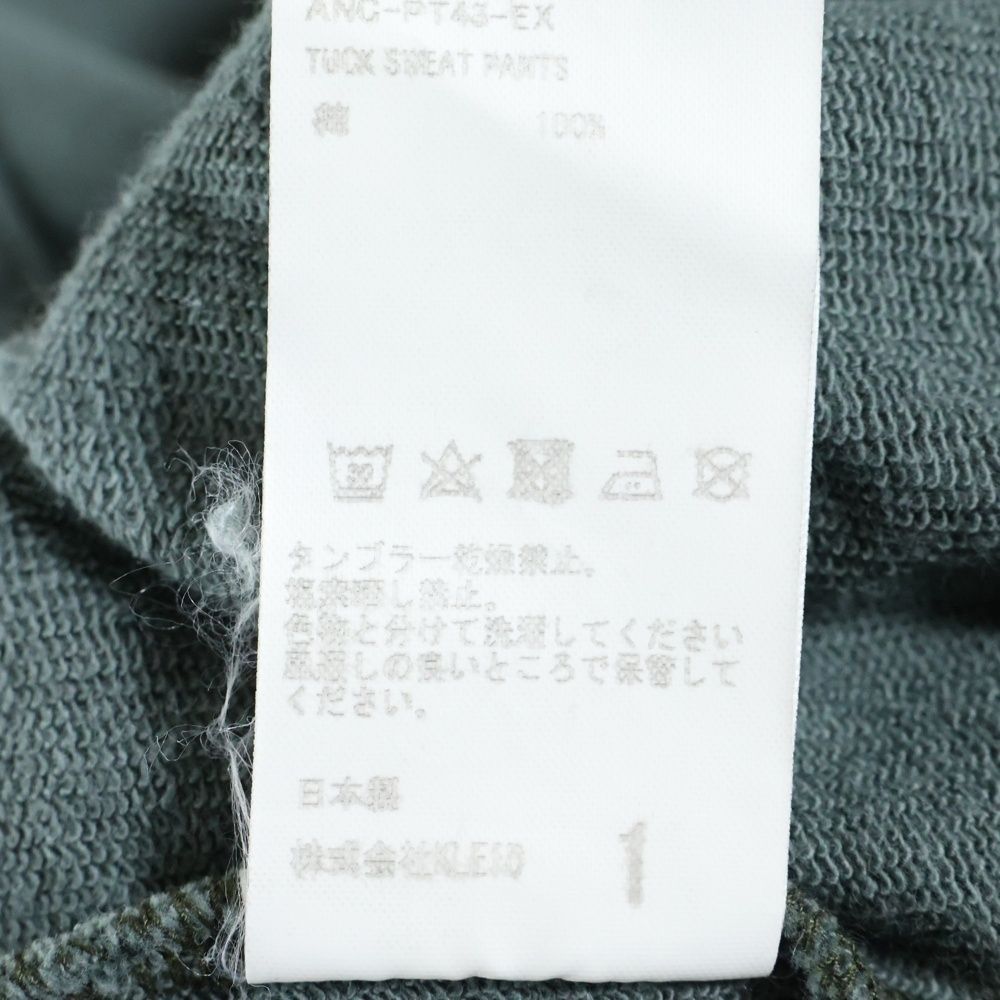 ANC-PT43-EX
TUCK SWEAT PANTS
綿 100%
30
タンブラー乾燥禁止。
塩素晒し禁止。
色物と分けて洗濯してください
風通しの良いところで保管して
ください。
日本製
株式会社KLEIO
1